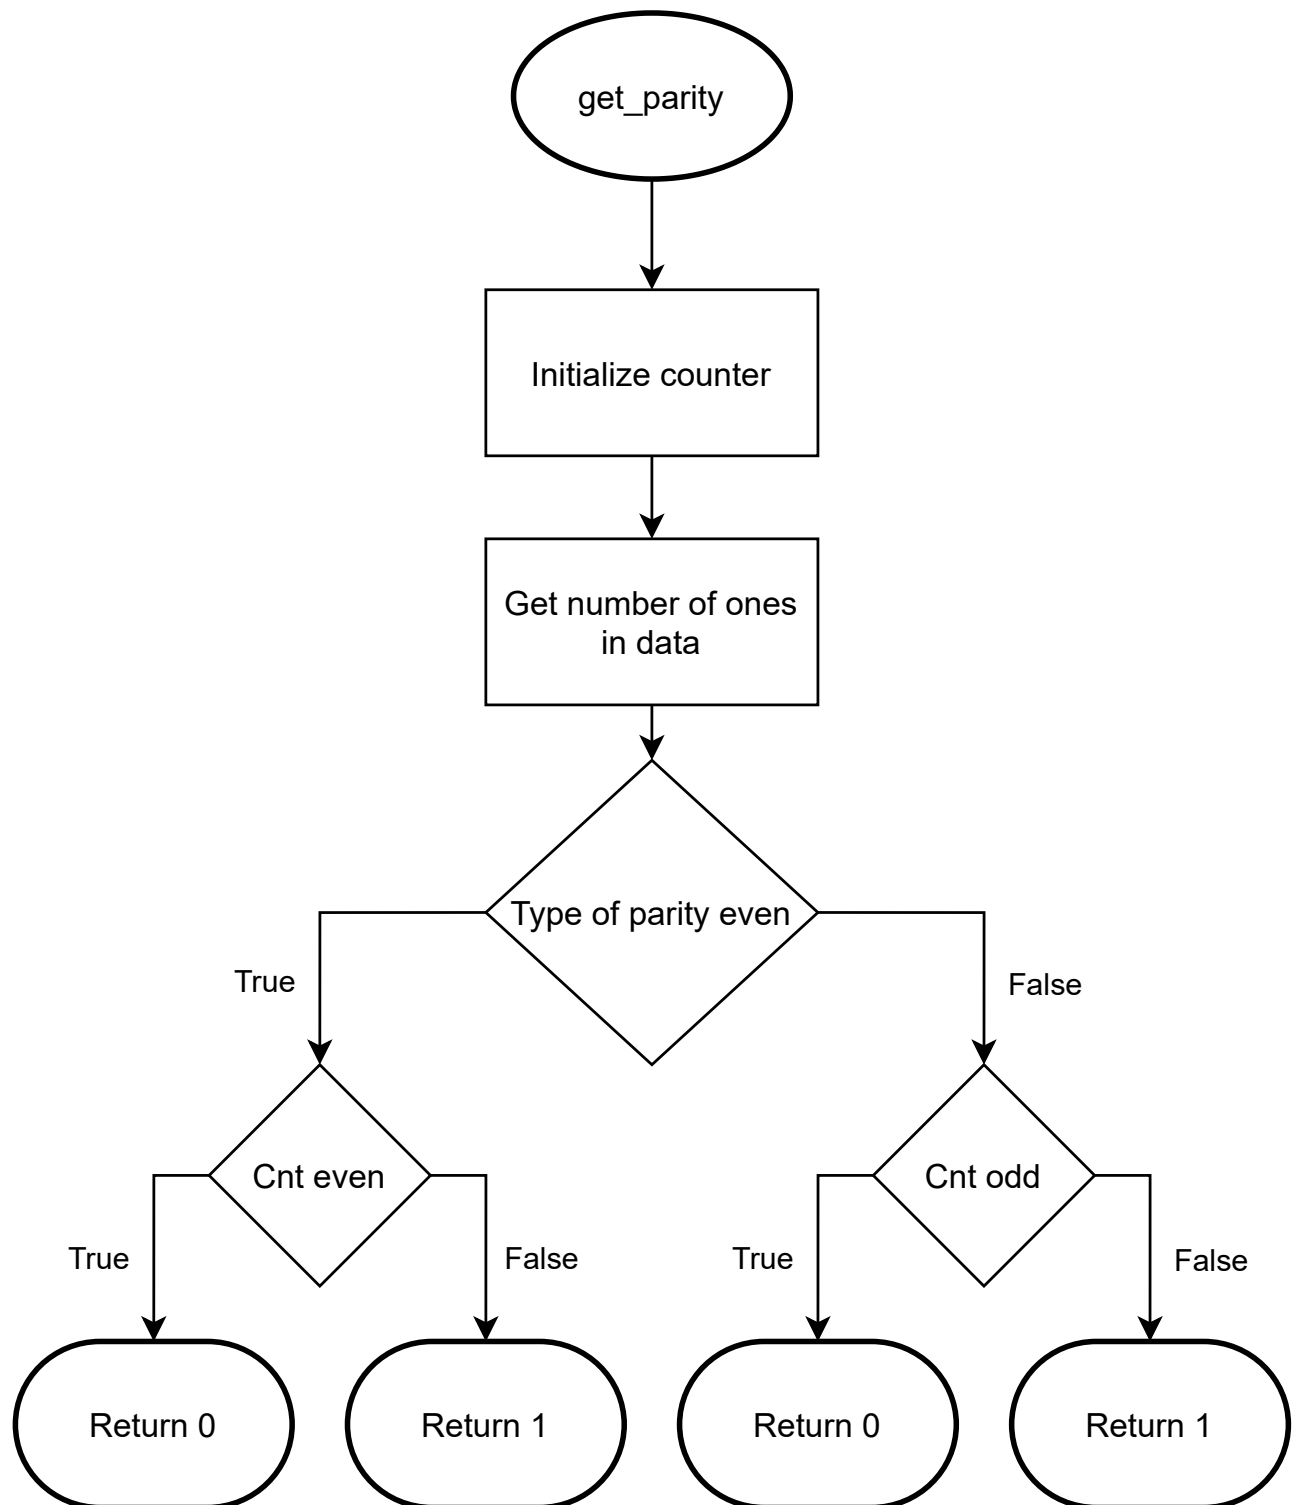 get_parity
Initialize counter
Get number of ones
in data
Type of parity even
True
False
Cnt even
Cnt odd
True
False
True
False
Return 0
Return 1
Return 0
Return 1